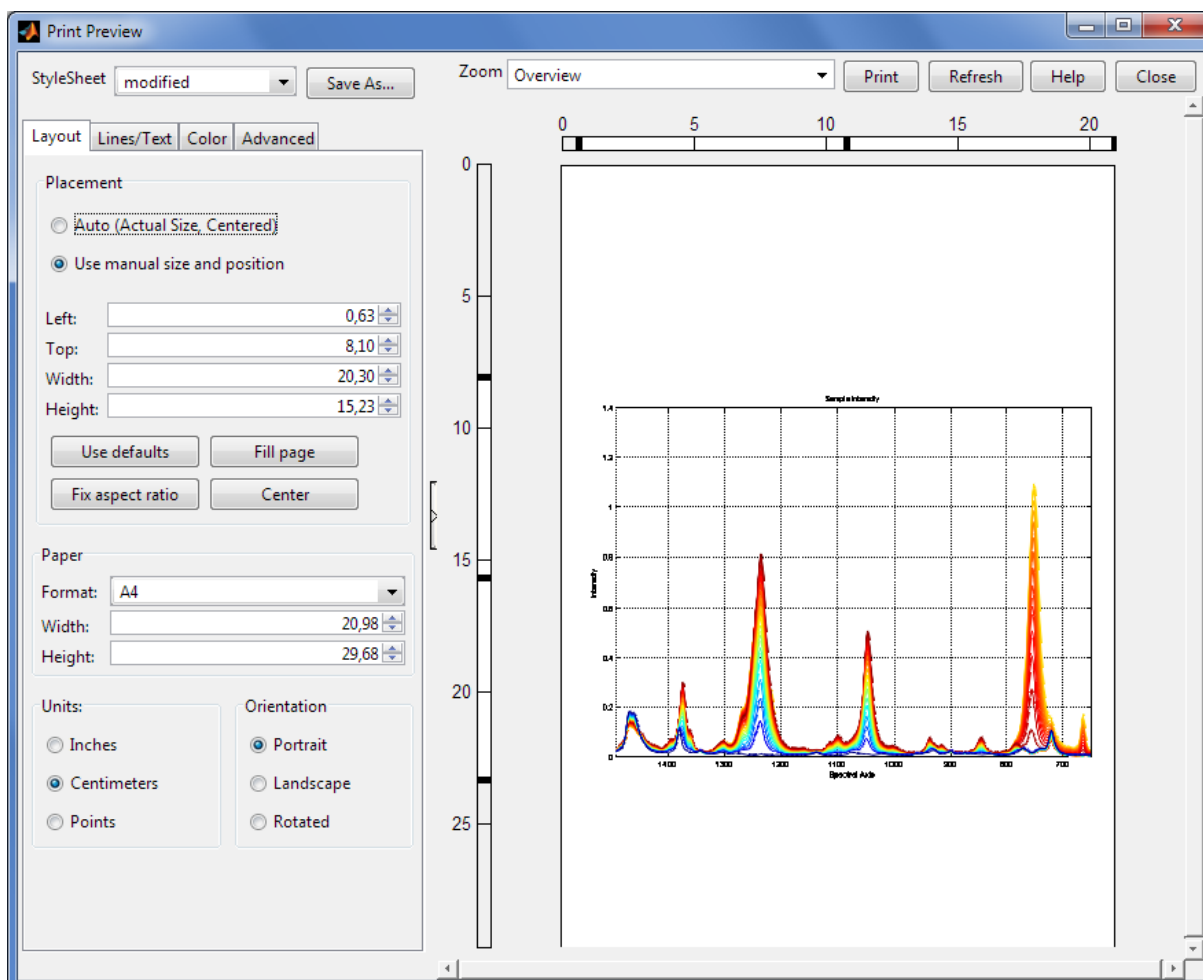 Print Preview
StyleSheet modified Save As...
Zoom Overview Print Refresh Help Close
Layout Lines/Text Color Advanced
Placement
Auto (Actual Size, Centered)
Use manual size and position
Left: 0,63
Top: 8,10
Width: 20,30
Height: 15,23
Use defaults Fill page
Fix aspect ratio Center
Paper
Format: A4
Width: 20,98
Height: 29,68
Units:
Inches
Centimeters
Points
Orientation
Portrait
Landscape
Rotated
0 5 10 15 20
0
5
10
15
20
25
Sample Intensity
1.4
1.2
1
0.8
0.6
0.4
0.2
0
Intensity
1400 1300 1200 1100 1000 900 800 700
Spectral Axis